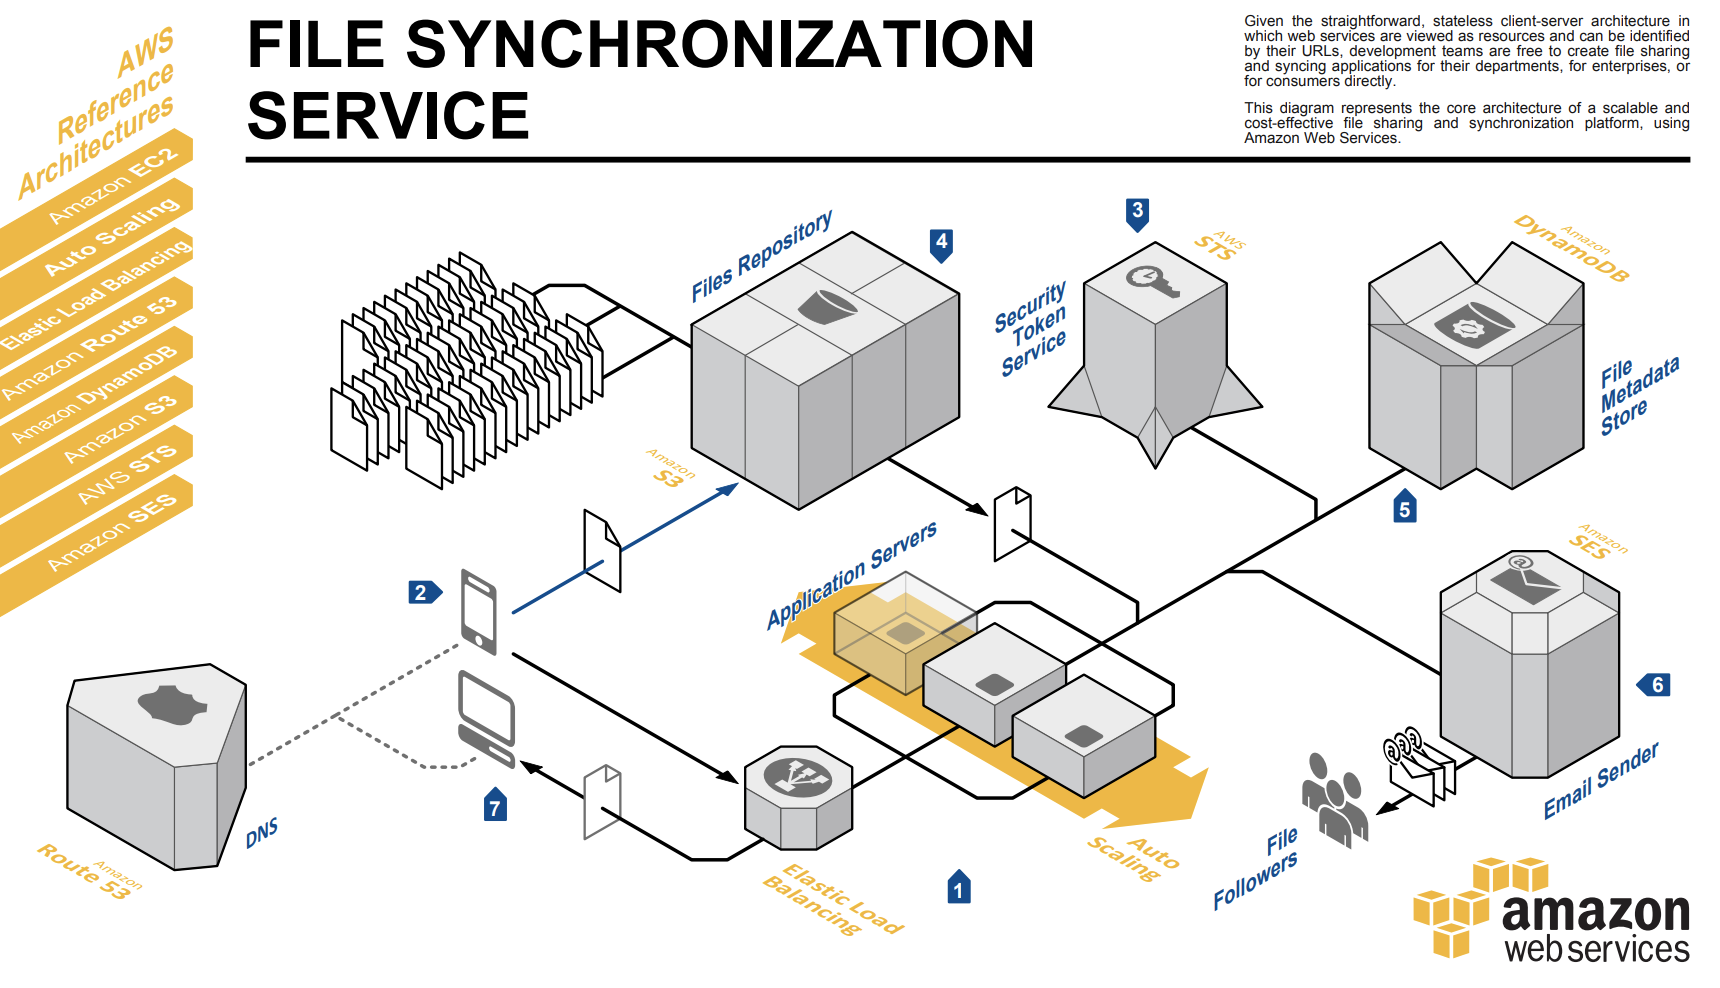 AWS
Reference
Architectures
Amazon EC2
Auto Scaling
Elastic Load Balancing
Amazon Route 53
Amazon DynamoDB
Amazon S3
AWS STS
Amazon SES
FILE SYNCHRONIZATION
SERVICE
Given the straightforward, stateless client-server architecture in
which web services are viewed as resources and can be identified
by their URLs, development teams are free to create file sharing
and syncing applications for their departments, for enterprises, or
for consumers directly.
This diagram represents the core architecture of a scalable and
cost-effective file sharing and synchronization platform, using
Amazon Web Services.
Files Repository
4
Amazon
S3
3
AWS
STS
Security
Token
Service
Amazon
DynamoDB
File
Metadata
Store
5
2
Application Servers
Amazon
SES
@
6
Email Sender
@
@
@
File
Followers
DNS
Amazon
Route 53
7
Elastic Load
Balancing
1
Auto
Scaling
amazon
web services